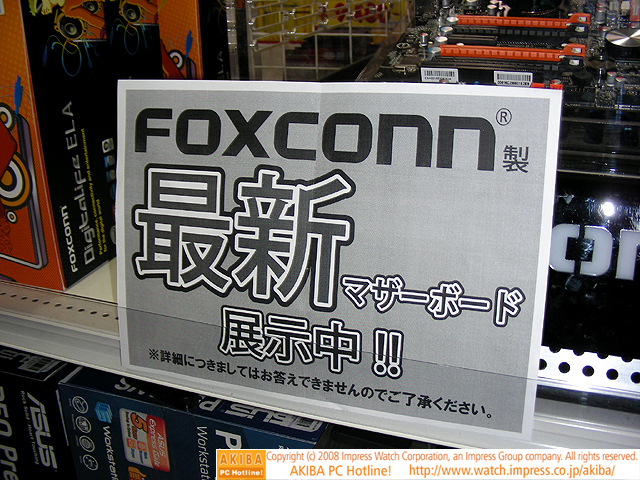 FOXCONN®製
最新
マザーボード
展示中!!
※詳細につきましてはお答えできませんのでご了承ください。
FOXCONN
Digitalife ELA
ASUS
Workstat
AKIBA
PC Hotline!
Copyright (c) 2008 Impress Watch Corporation, an Impress Group company. All rights reserved.
AKIBA PC Hotline! http://www.watch.impress.co.jp/akiba/